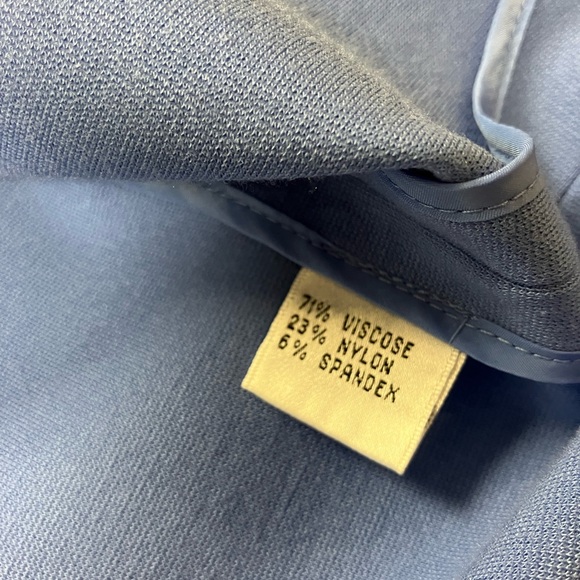 71% VISCOSE
23% NYLON
6% SPANDEX